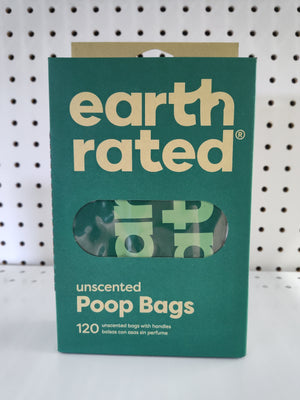 earth
rated®
unscented
Poop Bags
120 unscented bags with handles
bolsas con asas sin perfume